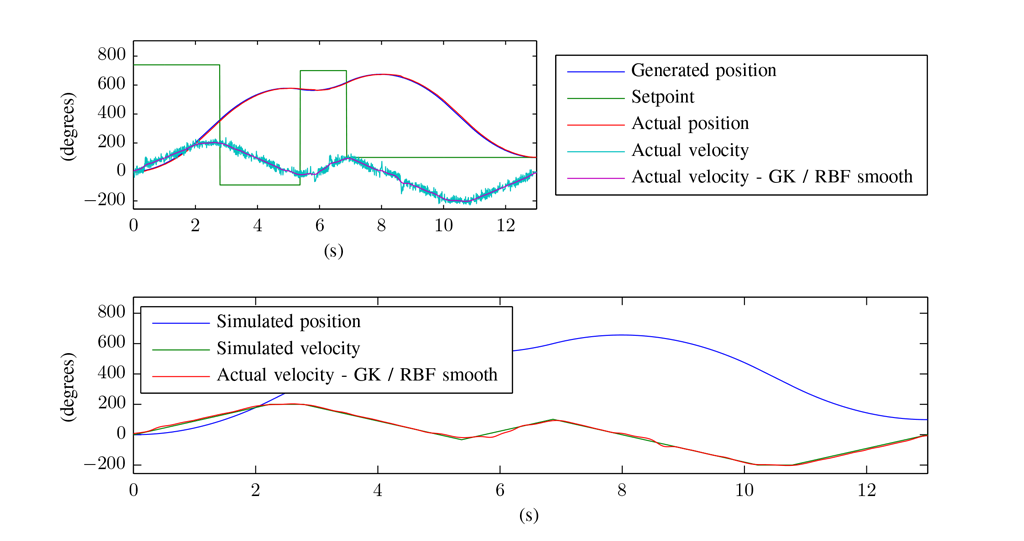 800
600
400
200
0
−200
(degrees)
0 2 4 6 8 10 12
(s)
Generated position
Setpoint
Actual position
Actual velocity
Actual velocity - GK / RBF smooth
800
600
400
200
0
−200
(degrees)
Simulated position
Simulated velocity
Actual velocity - GK / RBF smooth
0 2 4 6 8 10 12
(s)